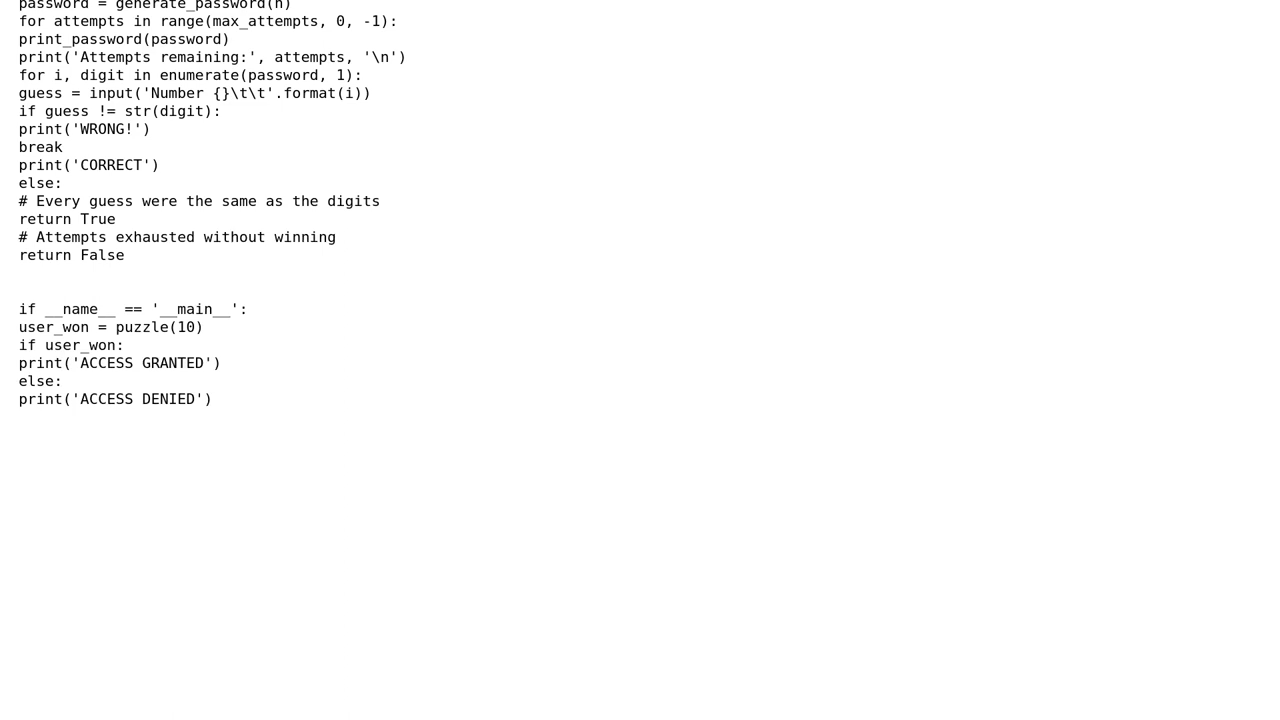 password = generate_password(n)
for attempts in range(max_attempts, 0, -1):
print_password(password)
print('Attempts remaining:', attempts, '\n')
for i, digit in enumerate(password, 1):
guess = input('Number {}\t\t'.format(i))
if guess != str(digit):
print('WRONG!')
break
print('CORRECT')
else:
# Every guess were the same as the digits
return True
# Attempts exhausted without winning
return False
if __name__ == '__main__':
user_won = puzzle(10)
if user_won:
print('ACCESS GRANTED')
else:
print('ACCESS DENIED')